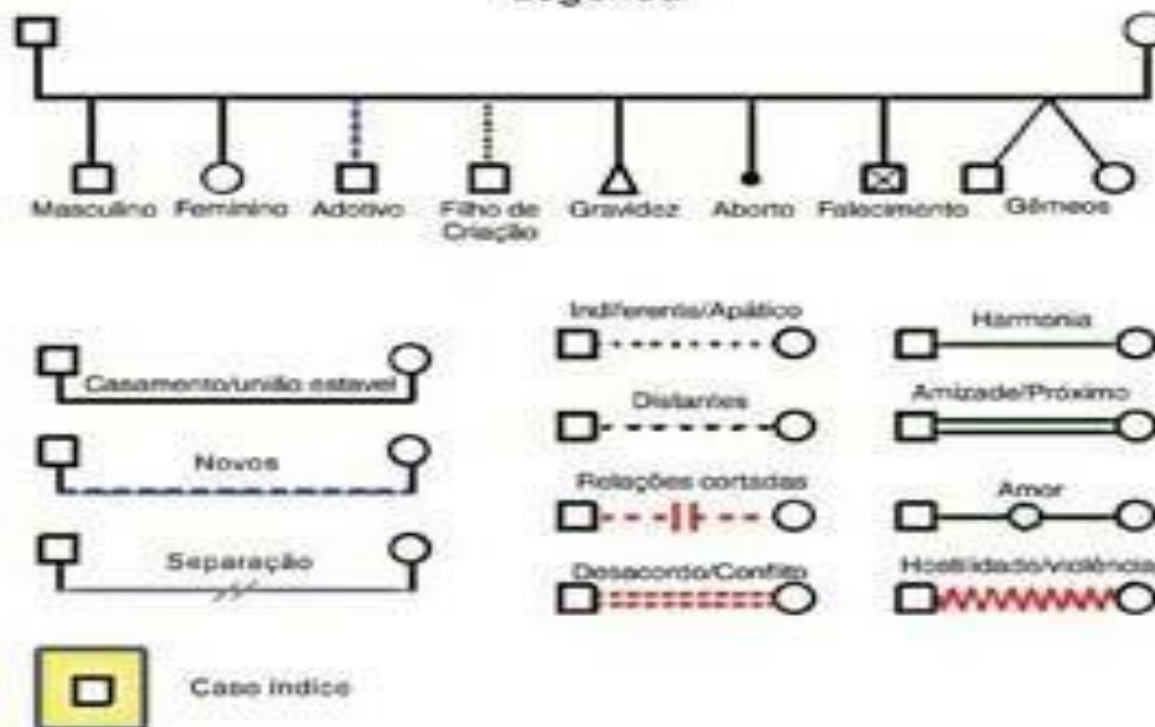 Masculino Feminino Adotivo Filho de Criação Gravidez Aborto Falecimento Gêmeos
Casamento/união estavel
Novos
Separação
Caso índice
Indiferente/Apático
Distantes
Relações cortadas
Desacordo/Conflito
Harmonia
Amizade/Próximo
Amor
Hostilidade/violência